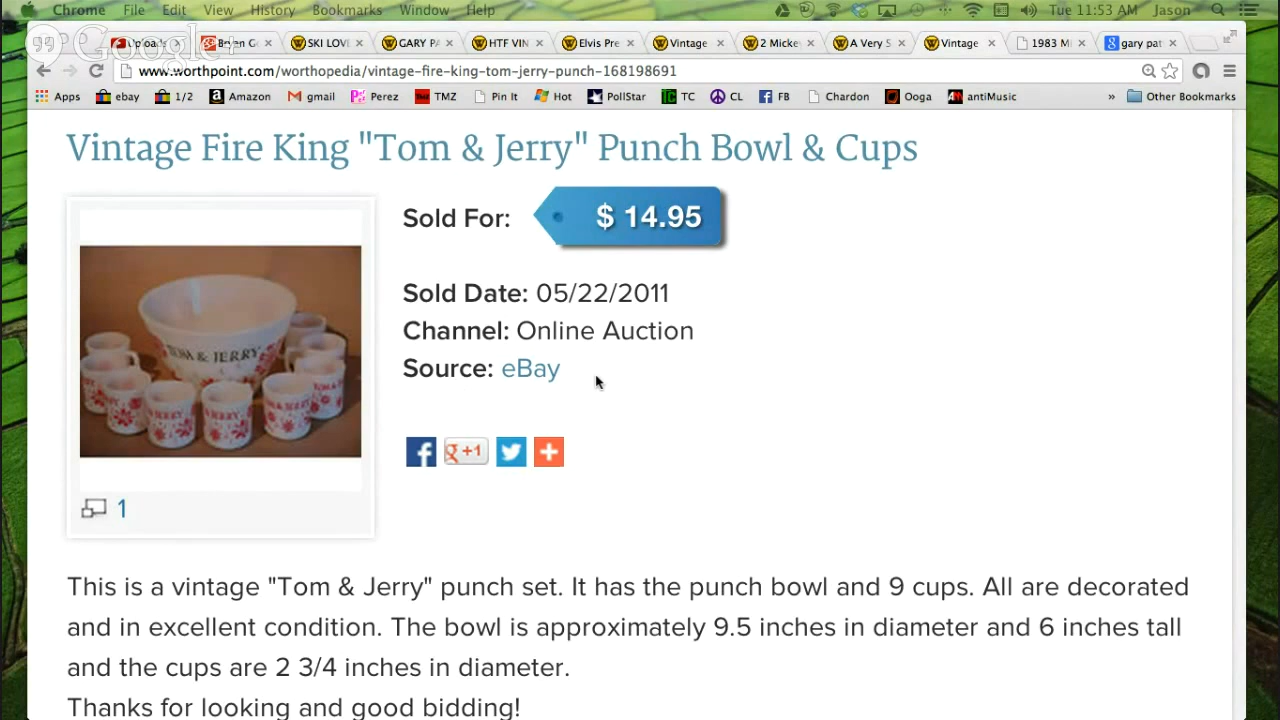 Chrome File Edit View History Bookmarks Window Help Tue 11:53 AM Jason
Google+
Uploads Bryen G SKI LOVE GARY PA HTF VIN Elvis Pre Vintage 2 Micke A Very S Vintage 1983 M gary pat
www.worthpoint.com/worthopedia/vintage-fire-king-tom-jerry-punch-168198691
Apps ebay 1/2 Amazon gmail Perez TMZ Pin It Hot PollStar TC CL FB Chardon Ooga antiMusic » Other Bookmarks
Vintage Fire King "Tom & Jerry" Punch Bowl & Cups
Sold For: $ 14.95
Sold Date: 05/22/2011
Channel: Online Auction
Source: eBay
TOM & JERRY
+1
1
This is a vintage "Tom & Jerry" punch set. It has the punch bowl and 9 cups. All are decorated
and in excellent condition. The bowl is approximately 9.5 inches in diameter and 6 inches tall
and the cups are 2 3/4 inches in diameter.
Thanks for looking and good bidding!